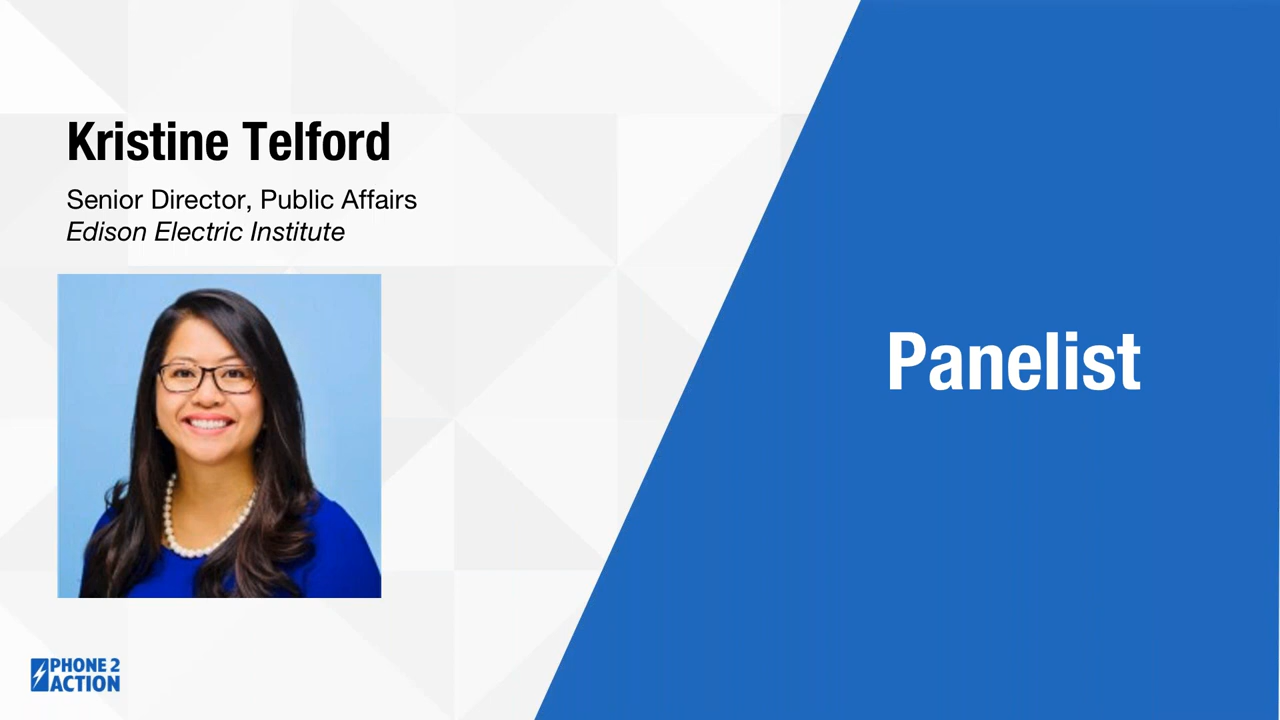 Kristine Telford
Senior Director, Public Affairs
Edison Electric Institute
Panelist
PHONE 2
ACTION